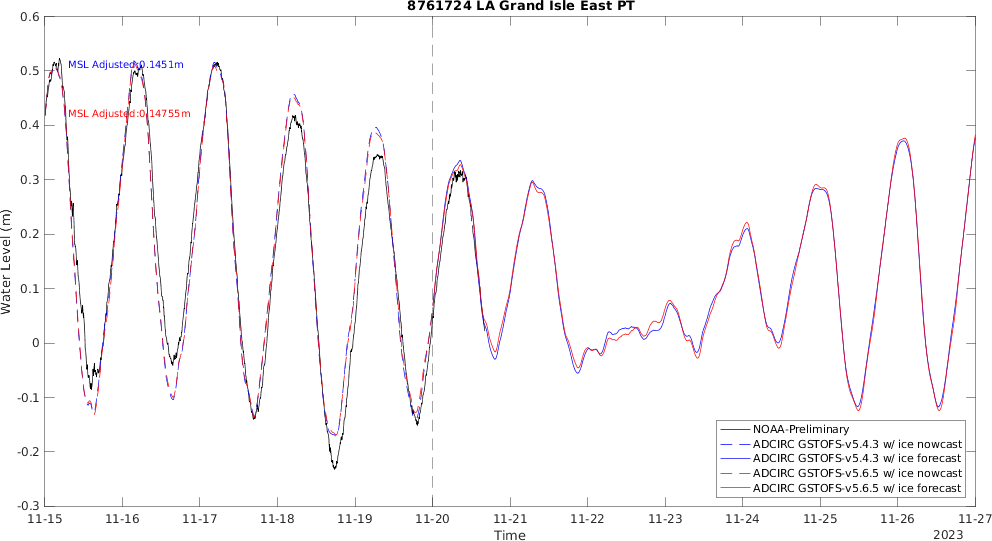 8761724 LA Grand Isle East PT
Water Level (m)
0.6
0.5
0.4
0.3
0.2
0.1
0
-0.1
-0.2
-0.3
MSL Adjusted:0.1451m
MSL Adjusted:0.14755m
NOAA-Preliminary
ADCIRC GSTOFS-v5.4.3 w/ ice nowcast
ADCIRC GSTOFS-v5.4.3 w/ ice forecast
ADCIRC GSTOFS-v5.6.5 w/ ice nowcast
ADCIRC GSTOFS-v5.6.5 w/ ice forecast
11-15 11-16 11-17 11-18 11-19 11-20 11-21 11-22 11-23 11-24 11-25 11-26 11-27
Time
2023